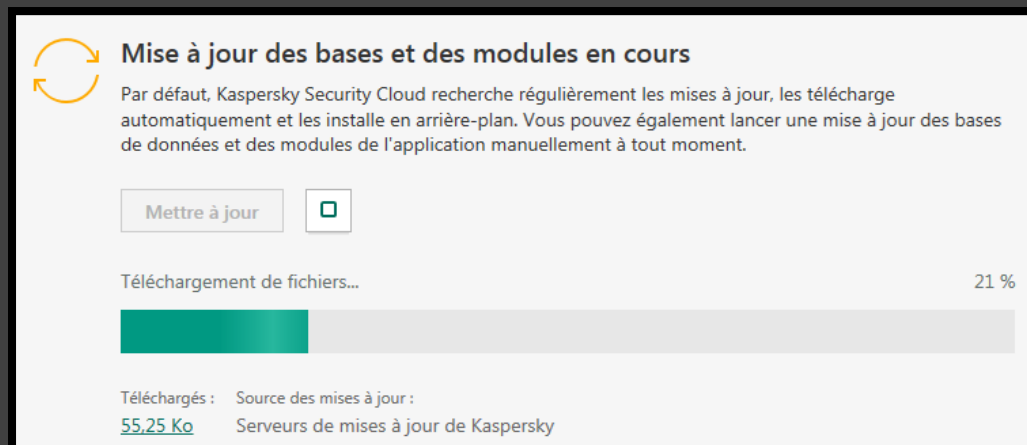 Mise à jour des bases et des modules en cours
Par défaut, Kaspersky Security Cloud recherche régulièrement les mises à jour, les télécharge
automatiquement et les installe en arrière-plan. Vous pouvez également lancer une mise à jour des bases
de données et des modules de l'application manuellement à tout moment.
Mettre à jour
Téléchargement de fichiers... 21 %
Téléchargés : Source des mises à jour :
55,25 Ko Serveurs de mises à jour de Kaspersky